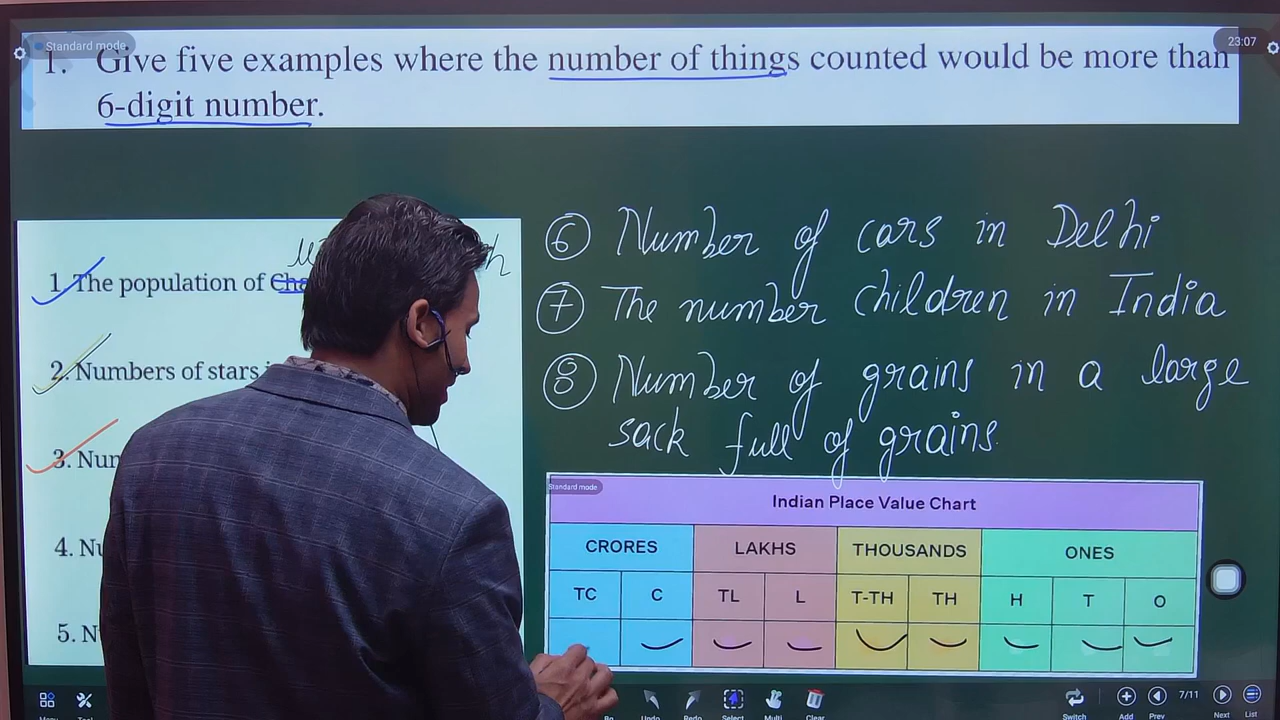 Standard mode
23:07
1. Give five examples where the number of things counted would be more than
6-digit number.
1. The population of
2. Numbers of stars
3.
4.
5.
⑥ Number of cars in Delhi
⑦ The number children in India
⑧ Number of grains in a large
sack full of grains.
Standard mode
Indian Place Value Chart
CRORES LAKHS THOUSANDS ONES
TC C TL L T-TH TH H T O
Undo Redo Select Multi Clear Switch Add Prev 7/11 Next List